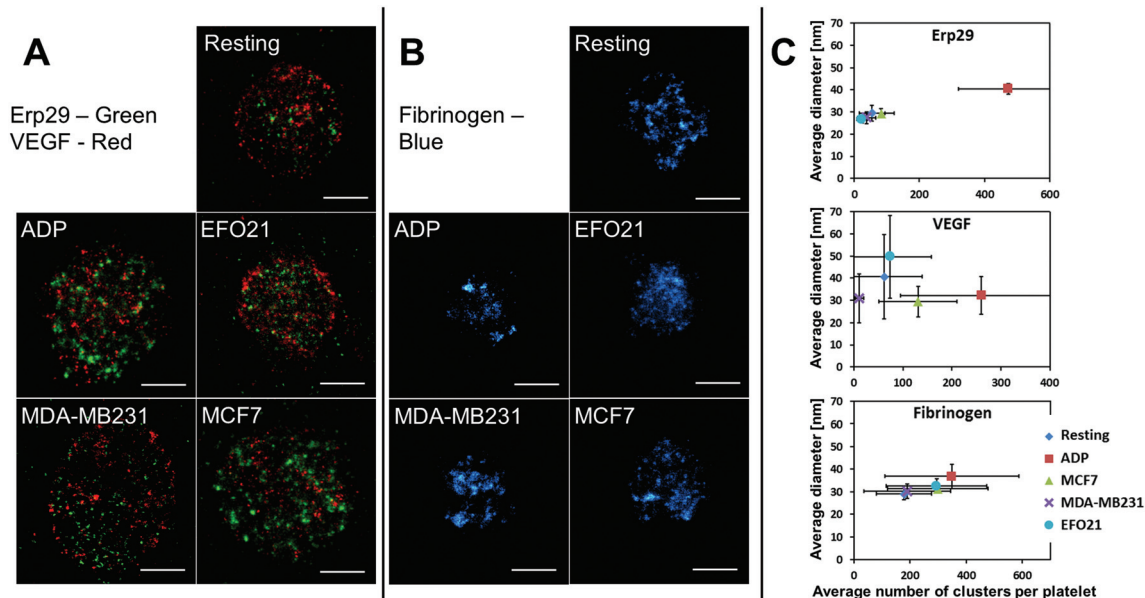 A
Erp29 – Green
VEGF - Red
Resting
ADP
EFO21
MDA-MB231
MCF7
B
Fibrinogen –
Blue
Resting
ADP
EFO21
MDA-MB231
MCF7
C
Erp29
Average diameter [nm]
70
60
50
40
30
20
10
0
0 200 400 600
VEGF
Average diameter [nm]
70
60
50
40
30
20
10
0
0 100 200 300 400
Fibrinogen
Average diameter [nm]
70
60
50
40
30
20
10
0
0 200 400 600
Resting
ADP
MCF7
MDA-MB231
EFO21
Average number of clusters per platelet